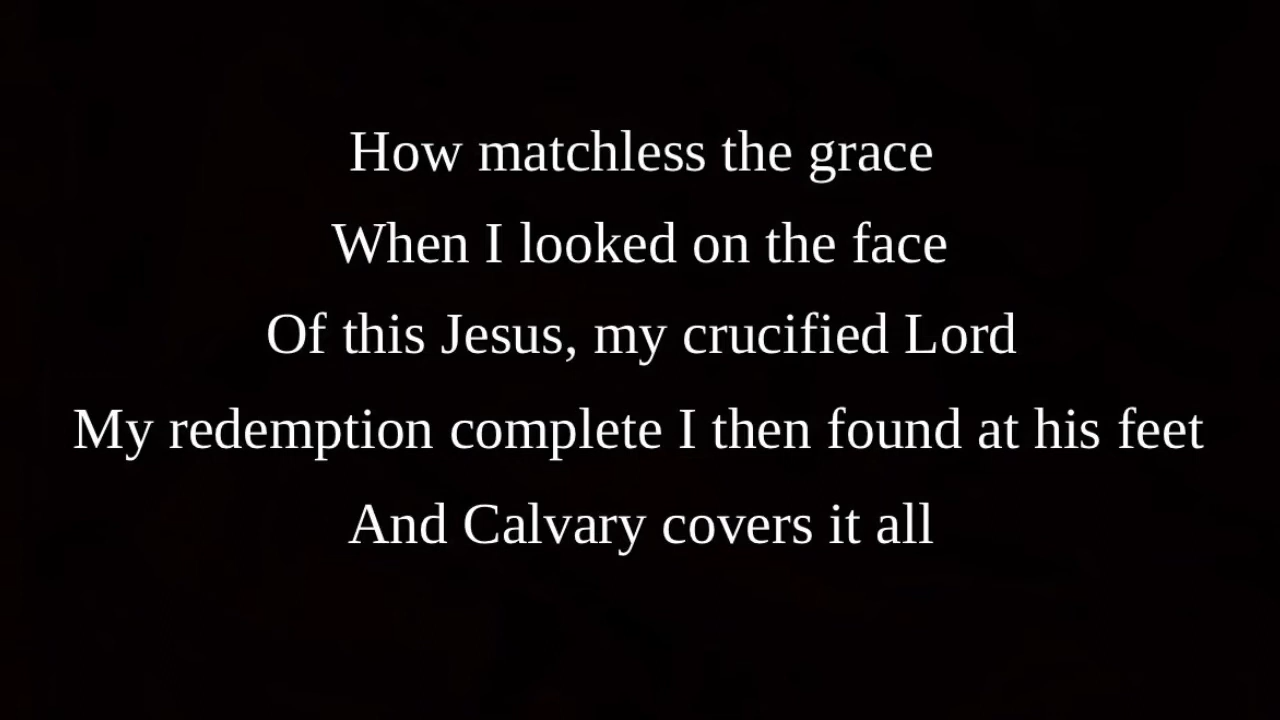 How matchless the grace
When I looked on the face
Of this Jesus, my crucified Lord
My redemption complete I then found at his feet
And Calvary covers it all